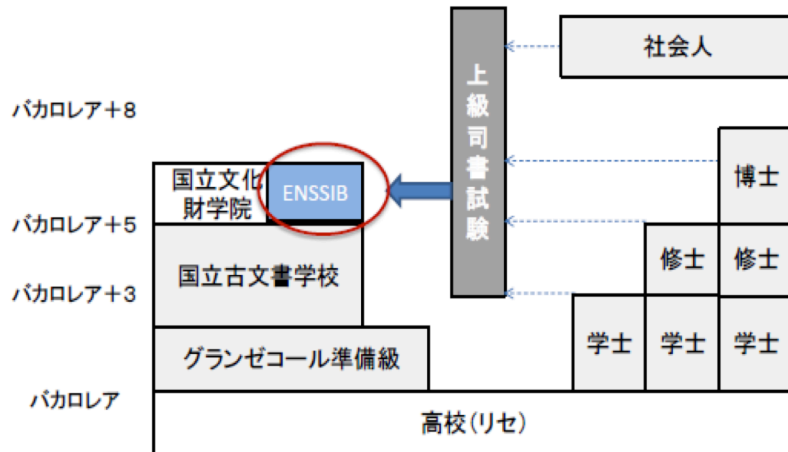 社会人
上級司書試験
バカロレア＋8
国立文化
財学院
ENSSIB
博士
バカロレア＋5
国立古文書学校
修士
修士
バカロレア＋3
グランゼコール準備級
学士
学士
学士
バカロレア
高校（リセ）